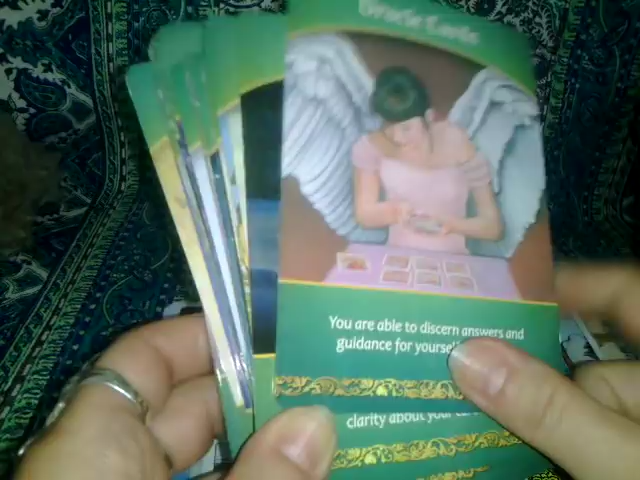 Oracle Cards
You are able to discern answers and
guidance for yourself
clarity about your